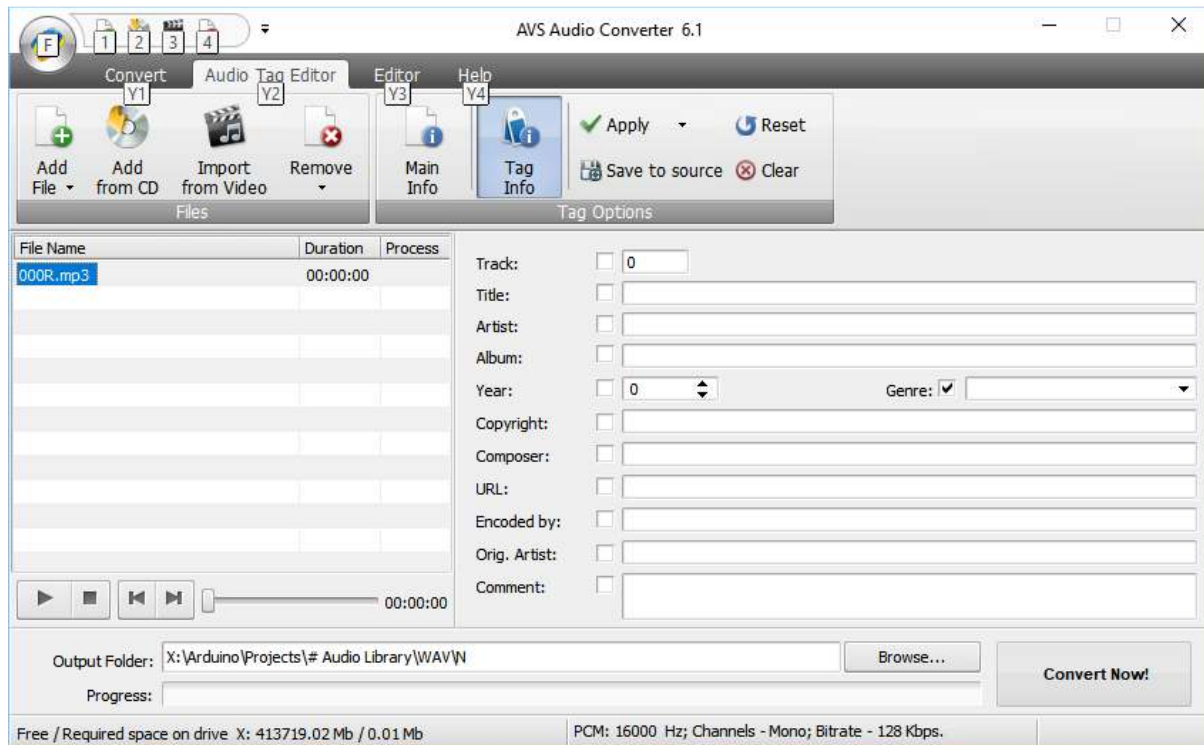 AVS Audio Converter 6.1
F 1 2 3 4
Convert Audio Tag Editor Editor Help
Y1 Y2 Y3 Y4
Add File
Add from CD
Import from Video
Remove
Main Info
Tag Info
Apply
Reset
Save to source
Clear
Files
Tag Options
File Name Duration Process
000R.mp3 00:00:00
Track: 0
Title:
Artist:
Album:
Year: 0 Genre:
Copyright:
Composer:
URL:
Encoded by:
Orig. Artist:
Comment:
00:00:00
Output Folder: X:\Arduino\Projects\# Audio Library\WAV\N
Browse...
Convert Now!
Progress:
Free / Required space on drive X: 413719.02 Mb / 0.01 Mb
PCM: 16000 Hz; Channels - Mono; Bitrate - 128 Kbps.